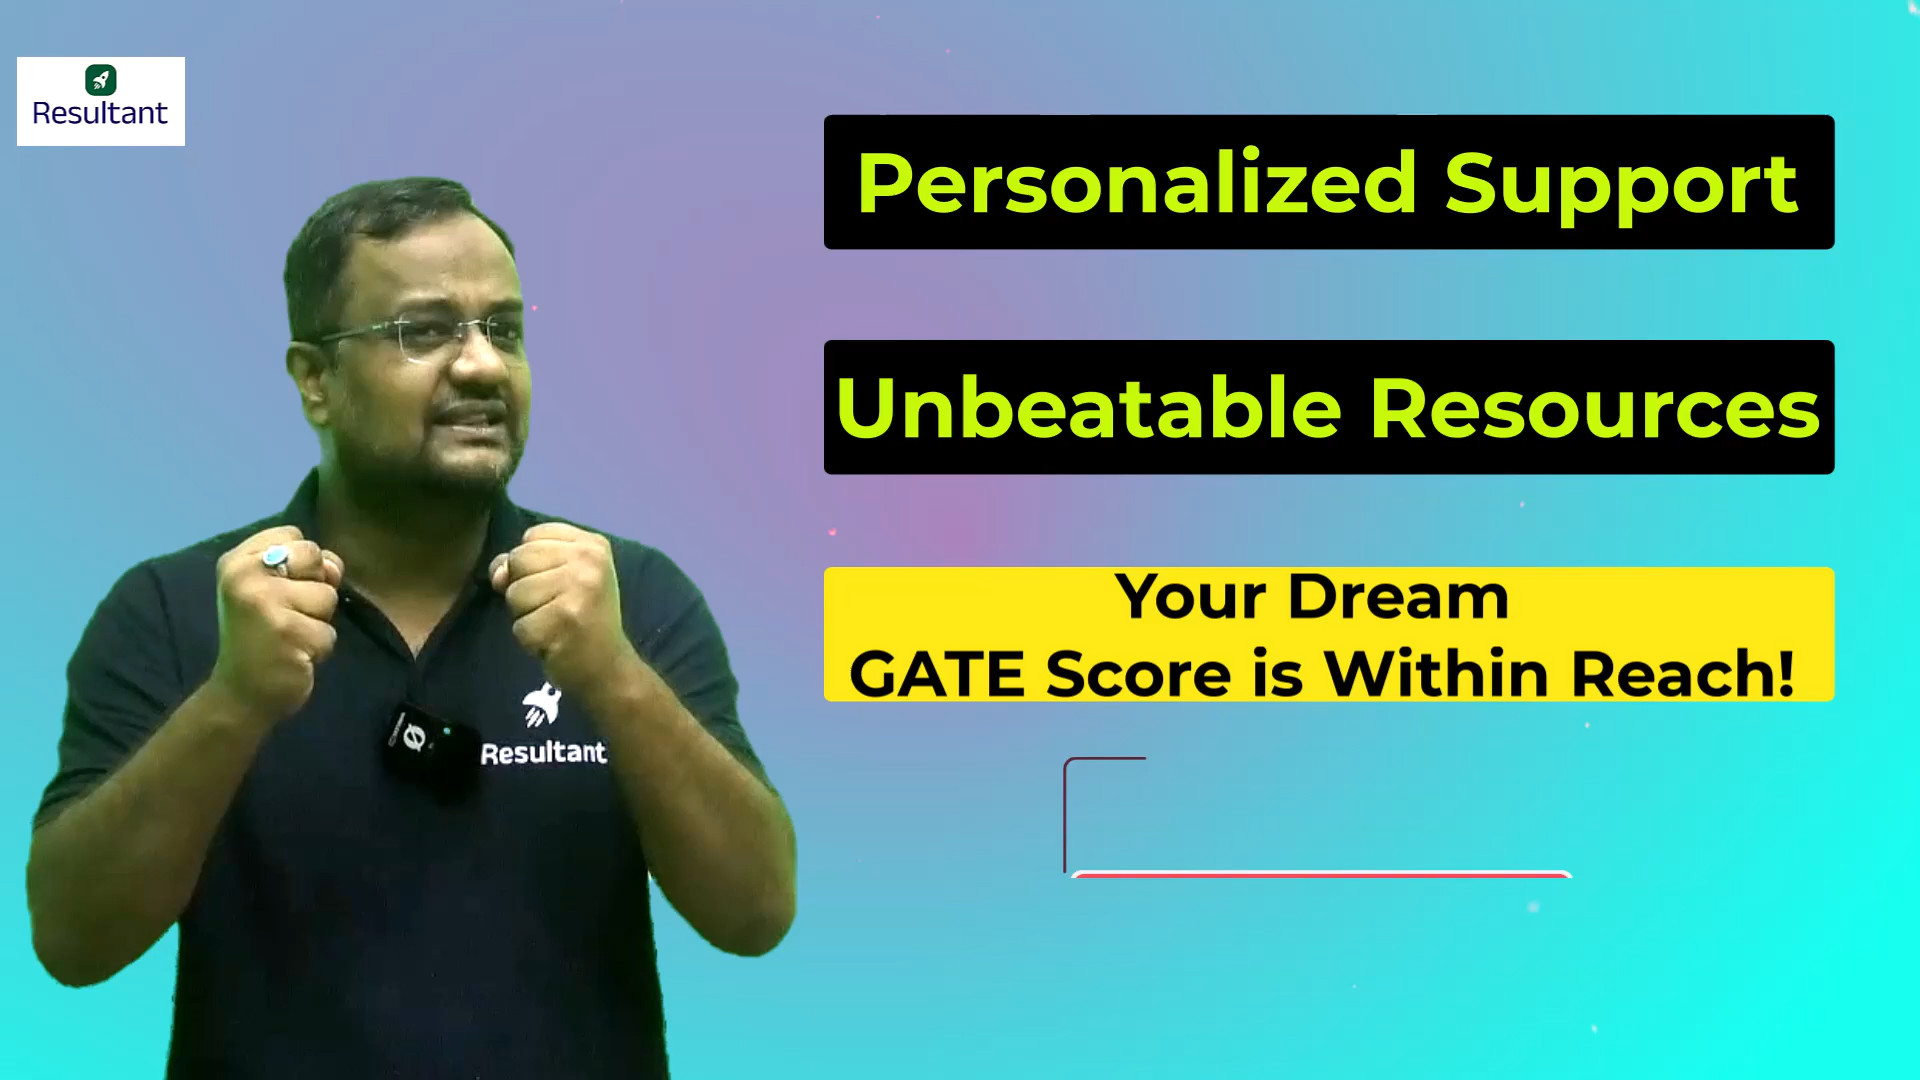 Resultant
Personalized Support
Unbeatable Resources
Your Dream
GATE Score is Within Reach!
Resultant